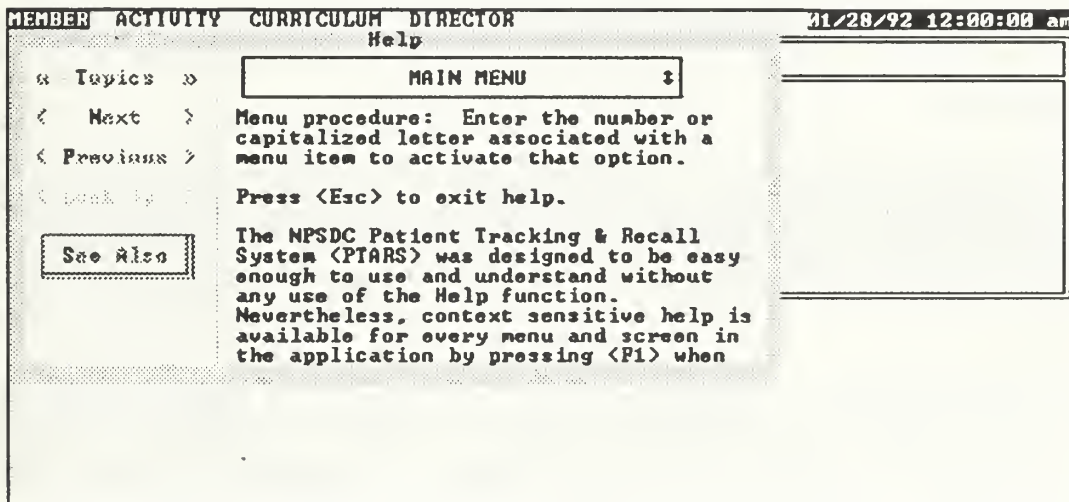 MEMBER ACTIVITY CURRICULUM DIRECTOR 01/28/92 12:00:00 am
Help
« Topics »
MAIN MENU
< Next >
Menu procedure: Enter the number or
capitalized letter associated with a
< Previous >
menu item to activate that option.
Press <Esc> to exit help.
See Also
The NPSDC Patient Tracking & Recall
System <PTARS> was designed to be easy
enough to use and understand without
any use of the Help function.
Nevertheless, context sensitive help is
available for every menu and screen in
the application by pressing <F1> when